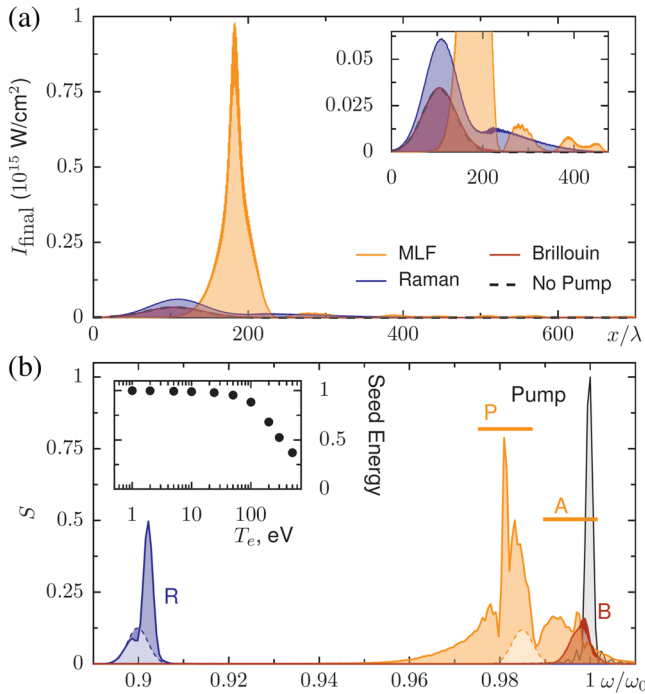 (a)
1
0.75
0.5
0.25
0
I_final (10^15 W/cm^2)
0.05
0.025
0
0 200 400
MLF Brillouin
Raman No Pump
0 200 400 600 x/λ
(b)
1
0.75
0.5
0.25
0
S
1
0.5
0
Seed Energy
1 10 100
T_e, eV
P
Pump
A
R
B
0.9 0.92 0.94 0.96 0.98 1 ω/ω_0